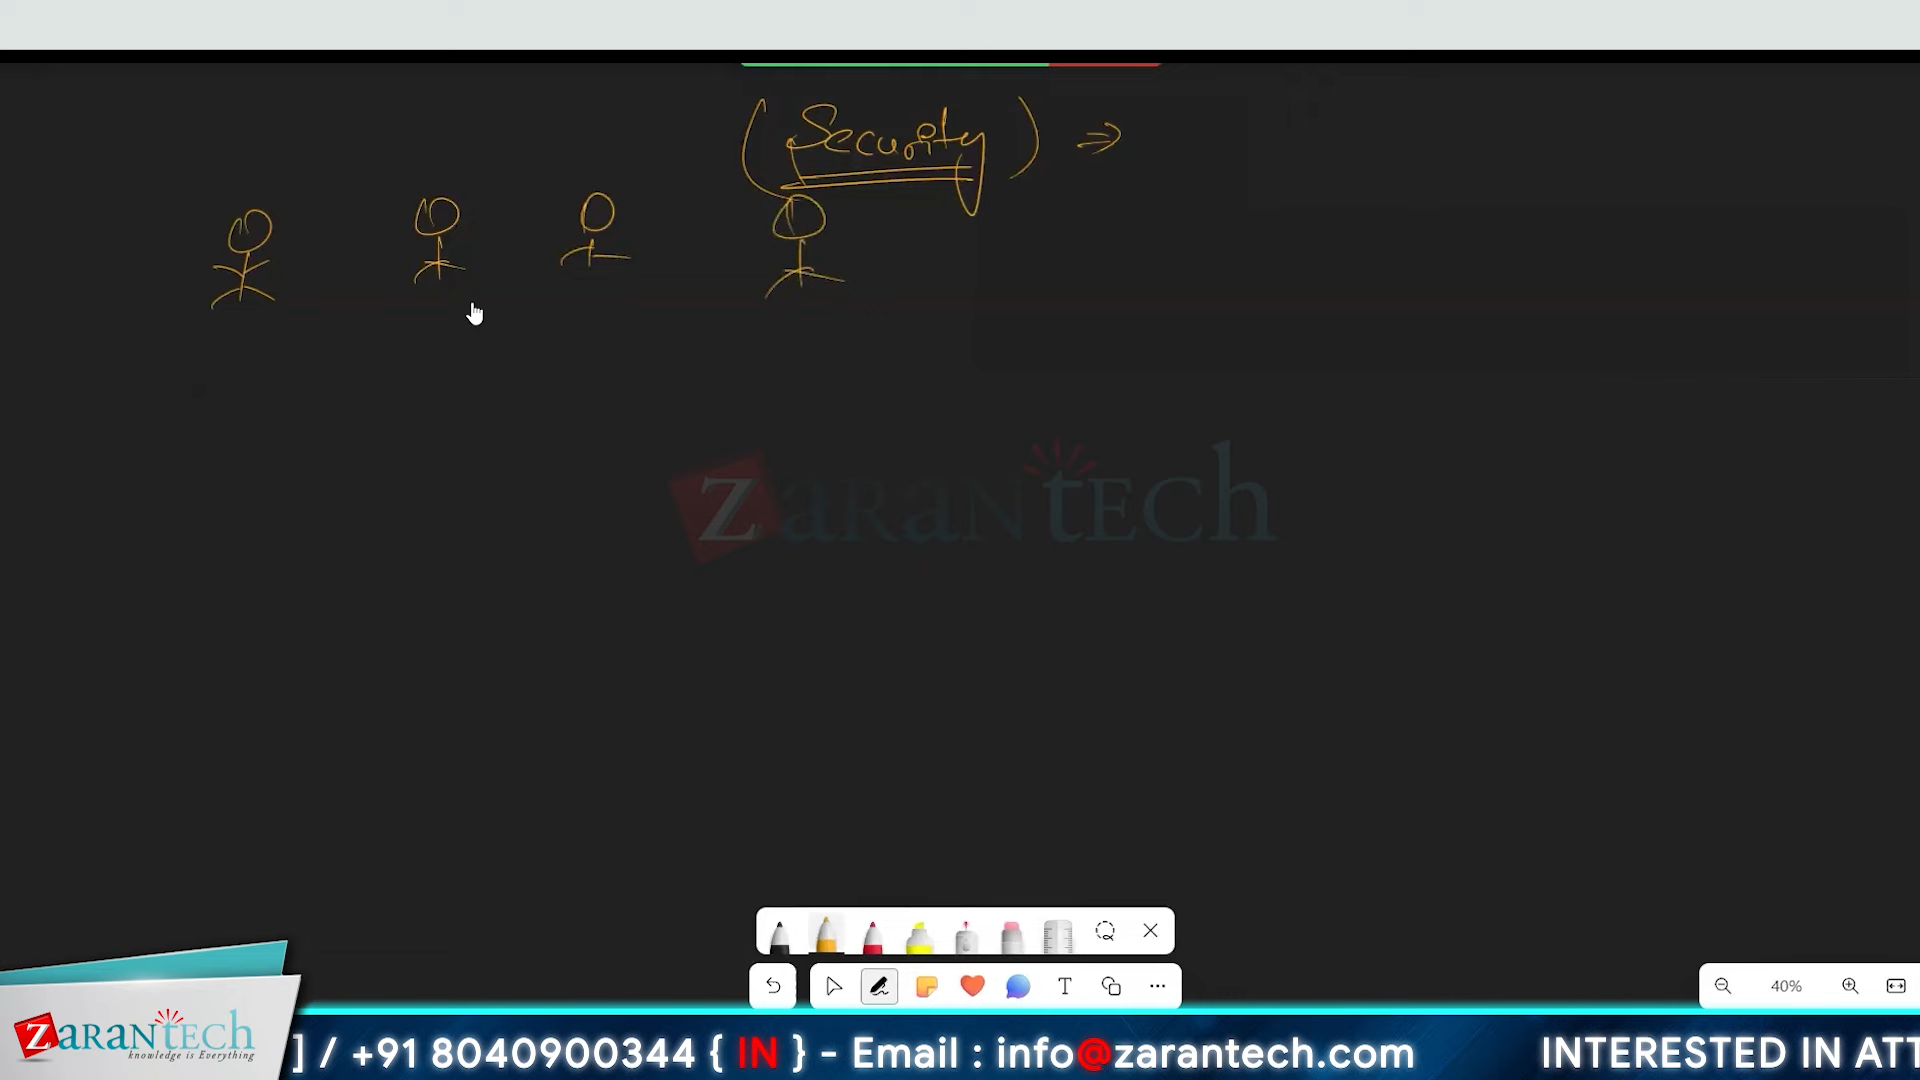 (Security) ⇒
ZARANTECH
40%
ZARANTECH
knowledge is Everything
] / +91 8040900344 { IN } - Email : info@zarantech.com INTERESTED IN ATT